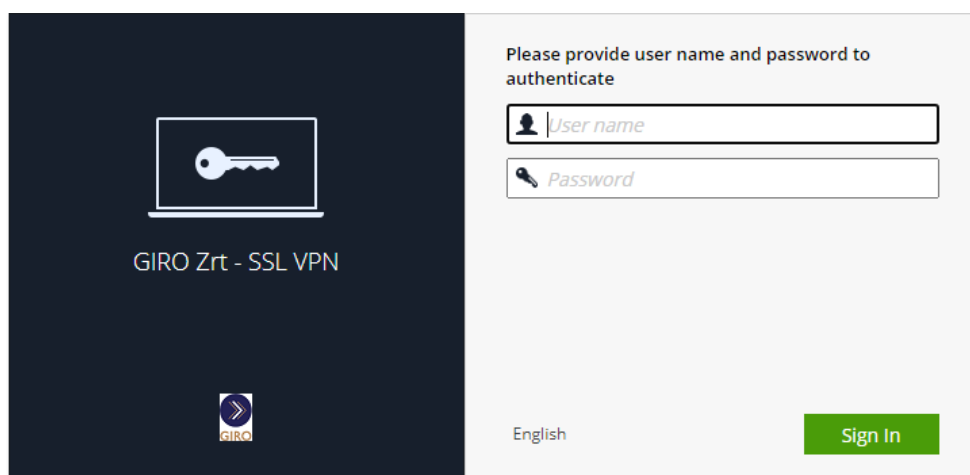 GIRO Zrt - SSL VPN
GIRO
Please provide user name and password to
authenticate
User name
Password
English
Sign In